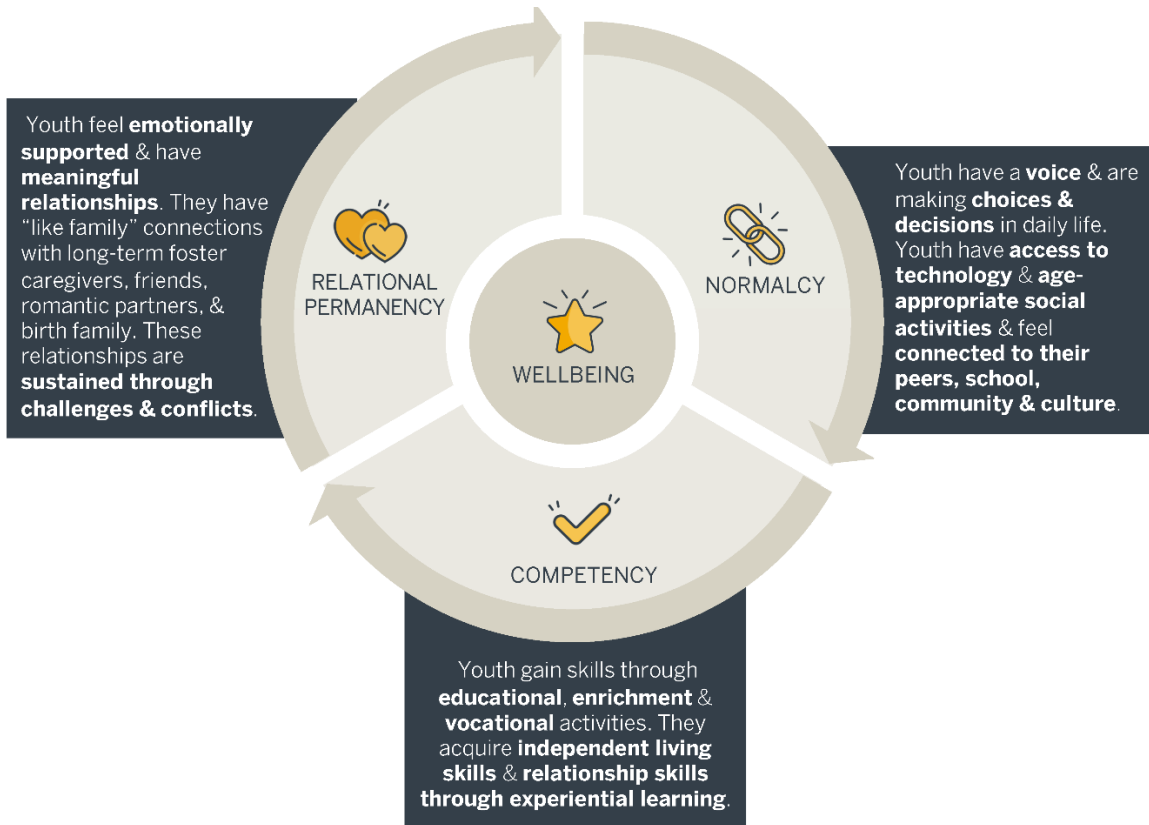 Youth feel emotionally
supported & have
meaningful
relationships. They have
“like family” connections
with long-term foster
caregivers, friends,
romantic partners, &
birth family. These
relationships are
sustained through
challenges & conflicts.
RELATIONAL
PERMANENCY
NORMALCY
Youth have a voice & are
making choices &
decisions in daily life.
Youth have access to
technology & age-
appropriate social
activities & feel
connected to their
peers, school,
community & culture.
WELLBEING
COMPETENCY
Youth gain skills through
educational, enrichment &
vocational activities. They
acquire independent living
skills & relationship skills
through experiential learning.